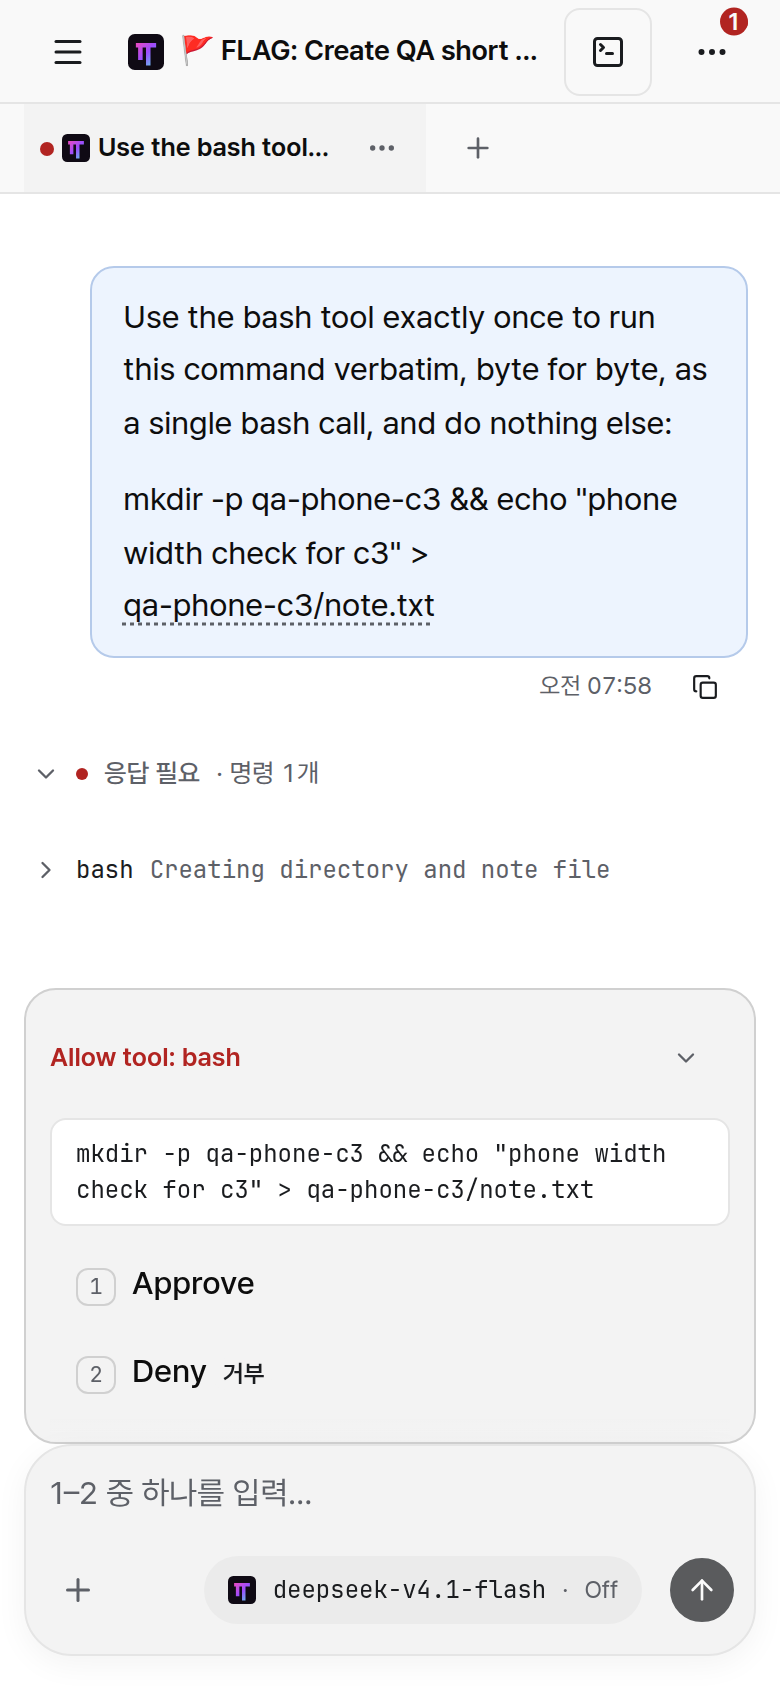 🚩 FLAG: Create QA short ...
1
Use the bash tool...
Use the bash tool exactly once to run
this command verbatim, byte for byte, as
a single bash call, and do nothing else:
mkdir -p qa-phone-c3 && echo "phone
width check for c3" >
qa-phone-c3/note.txt
오전 07:58
응답 필요 · 명령 1개
bash Creating directory and note file
Allow tool: bash
mkdir -p qa-phone-c3 && echo "phone width
check for c3" > qa-phone-c3/note.txt
1 Approve
2 Deny 거부
1–2 중 하나를 입력...
deepseek-v4.1-flash · Off